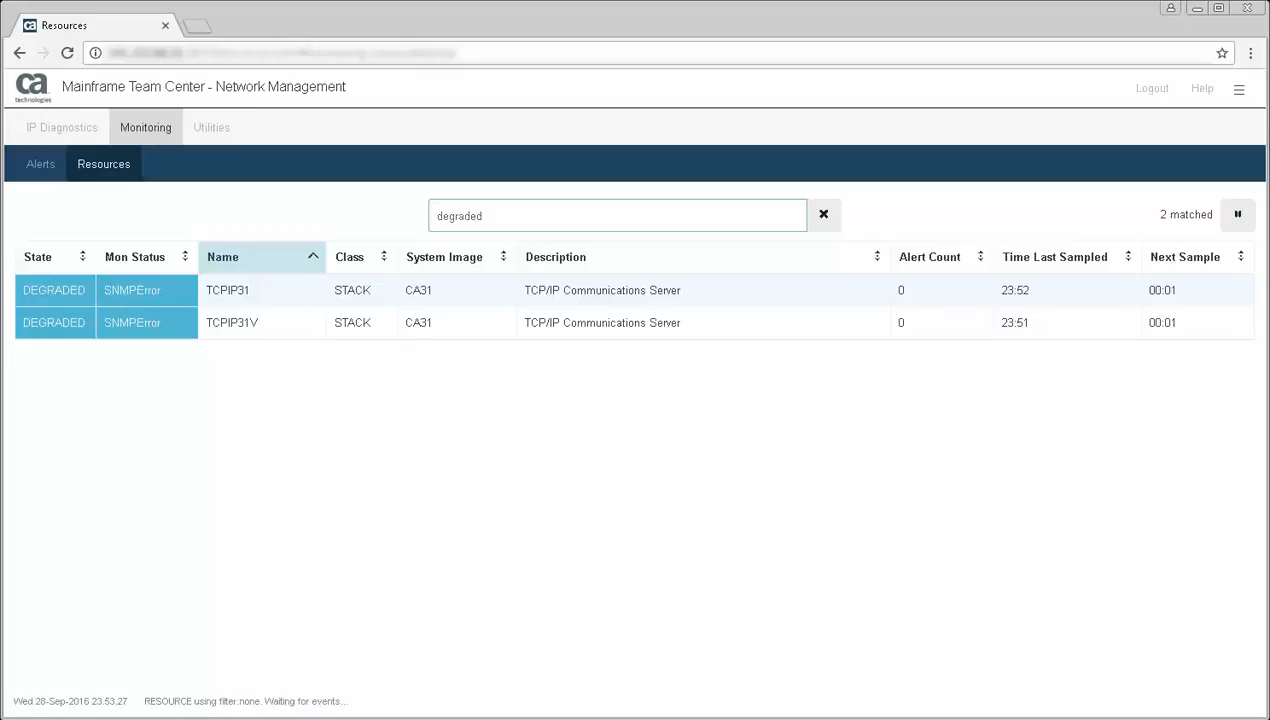 Resources
ca
technologies
Mainframe Team Center - Network Management
Logout Help
IP Diagnostics Monitoring Utilities
Alerts Resources
degraded
2 matched
State Mon Status Name Class System Image Description Alert Count Time Last Sampled Next Sample
DEGRADED SNMPError TCPIP31 STACK CA31 TCP/IP Communications Server 0 23:52 00:01
DEGRADED SNMPError TCPIP31V STACK CA31 TCP/IP Communications Server 0 23:51 00:01
Wed 28-Sep-2016 23.53.27 RESOURCE using filter:none. Waiting for events...